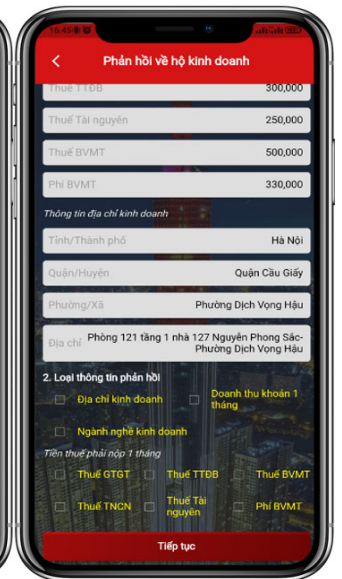 16:45
Phản hồi về hộ kinh doanh
Thuế TTĐB 300,000
Thuế Tài nguyên 250,000
Thuế BVMT 500,000
Phí BVMT 330,000
Thông tin địa chỉ kinh doanh
Tỉnh/Thành phố Hà Nội
Quận/Huyện Quận Cầu Giấy
Phường/Xã Phường Dịch Vọng Hậu
Địa chỉ Phòng 121 tầng 1 nhà 127 Nguyễn Phong Sắc-
Phường Dịch Vọng Hậu
2. Loại thông tin phản hồi
Địa chỉ kinh doanh
Doanh thu khoán 1
tháng
Ngành nghề kinh doanh
Tiền thuế phải nộp 1 tháng
Thuế GTGT Thuế TTĐB Thuế BVMT
Thuế TNCN Thuế Tài
nguyên Phí BVMT
Tiếp tục